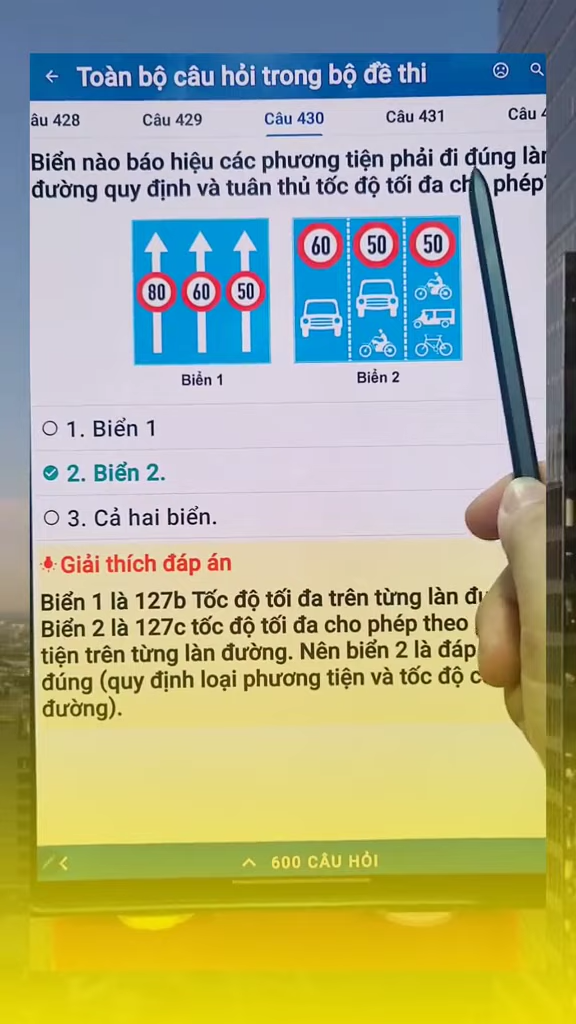 Toàn bộ câu hỏi trong bộ đề thi
âu 428 Câu 429 Câu 430 Câu 431 Câu
Biển nào báo hiệu các phương tiện phải đi đúng làn
đường quy định và tuân thủ tốc độ tối đa cho phép?
80 60 50 60 50 50
Biển 1 Biển 2
1. Biển 1
2. Biển 2.
3. Cả hai biển.
Giải thích đáp án
Biển 1 là 127b Tốc độ tối đa trên từng làn đư
Biển 2 là 127c tốc độ tối đa cho phép theo
tiện trên từng làn đường. Nên biển 2 là đáp
đúng (quy định loại phương tiện và tốc độ c
đường).
600 CÂU HỎI